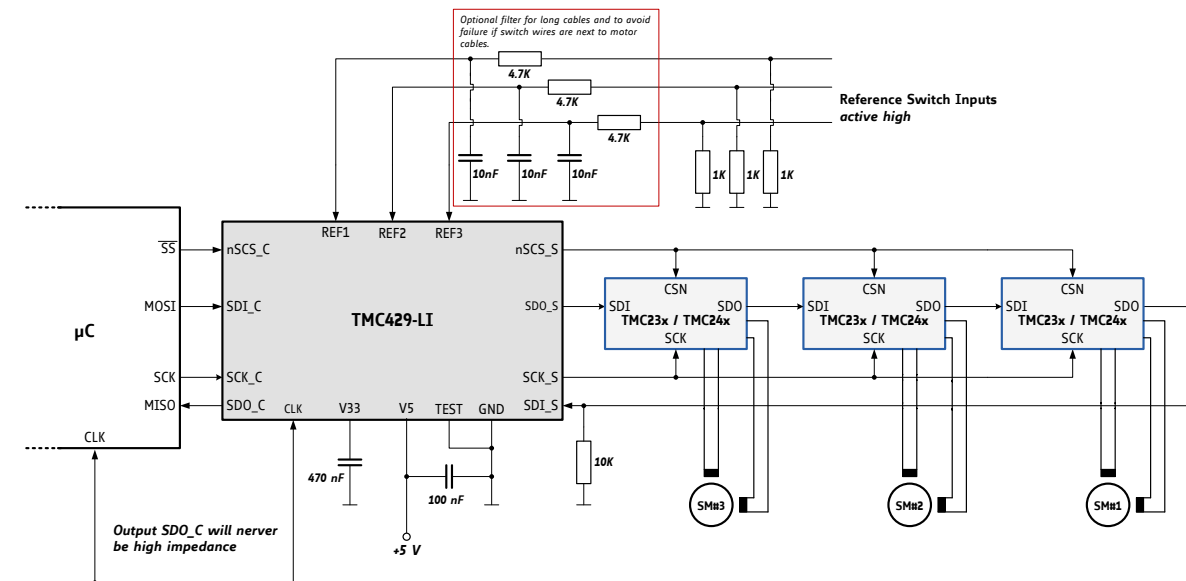 Optional filter for long cables and to avoid
failure if switch wires are next to motor
cables.
4.7K
4.7K
4.7K
Reference Switch Inputs
active high
10nF
10nF
10nF
1K
1K
1K
REF1
REF2
REF3
SS
nSCS_C
nSCS_S
CSN
CSN
CSN
MOSI
SDI_C
TMC429-LI
SDO_S
SDI
SDO
SDI
SDO
SDI
SDO
TMC23x / TMC24x
TMC23x / TMC24x
TMC23x / TMC24x
µC
SCK
SCK
SCK
SCK
SCK_C
SCK_S
MISO
SDO_C
CLK
V33
V5
TEST
GND
SDI_S
CLK
470 nF
100 nF
10K
SM#3
SM#2
SM#1
Output SDO_C will nerver
be high impedance
+5 V